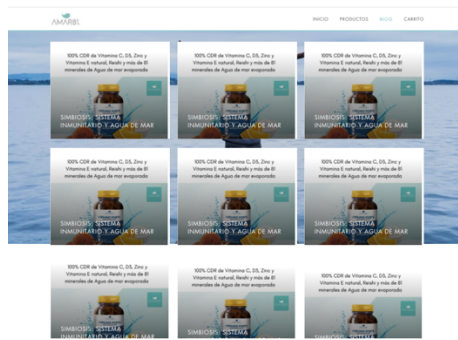 AMARBI.
INICIO PRODUCTOS BLOG CARRITO
100% CDR de Vitamina C, D3, Zinc y
Vitamina E natural, Reishi y más de 81
minerales de Agua de mar evaporada
SIMBIOSIS: SISTEMA
INMUNITARIO Y AGUA DE MAR
100% CDR de Vitamina C, D3, Zinc y
Vitamina E natural, Reishi y más de 81
minerales de Agua de mar evaporada
SIMBIOSIS: SISTEMA
INMUNITARIO Y AGUA DE MAR
100% CDR de Vitamina C, D3, Zinc y
Vitamina E natural, Reishi y más de 81
minerales de Agua de mar evaporada
SIMBIOSIS: SISTEMA
INMUNITARIO Y AGUA DE MAR
100% CDR de Vitamina C, D3, Zinc y
Vitamina E natural, Reishi y más de 81
minerales de Agua de mar evaporada
SIMBIOSIS: SISTEMA
INMUNITARIO Y AGUA DE MAR
100% CDR de Vitamina C, D3, Zinc y
Vitamina E natural, Reishi y más de 81
minerales de Agua de mar evaporada
SIMBIOSIS: SISTEMA
INMUNITARIO Y AGUA DE MAR
100% CDR de Vitamina C, D3, Zinc y
Vitamina E natural, Reishi y más de 81
minerales de Agua de mar evaporada
SIMBIOSIS: SISTEMA
INMUNITARIO Y AGUA DE MAR
100% CDR de Vitamina C, D3, Zinc y
Vitamina E natural, Reishi y más de 81
minerales de Agua de mar evaporada
SIMBIOSIS: SISTEMA
INMUNITARIO Y AGUA DE MAR
100% CDR de Vitamina C, D3, Zinc y
Vitamina E natural, Reishi y más de 81
minerales de Agua de mar evaporada
SIMBIOSIS: SISTEMA
100% CDR de Vitamina C, D3, Zinc y
Vitamina E natural, Reishi y más de 81
minerales de Agua de mar evaporada
SIMBIOSIS: SISTEMA